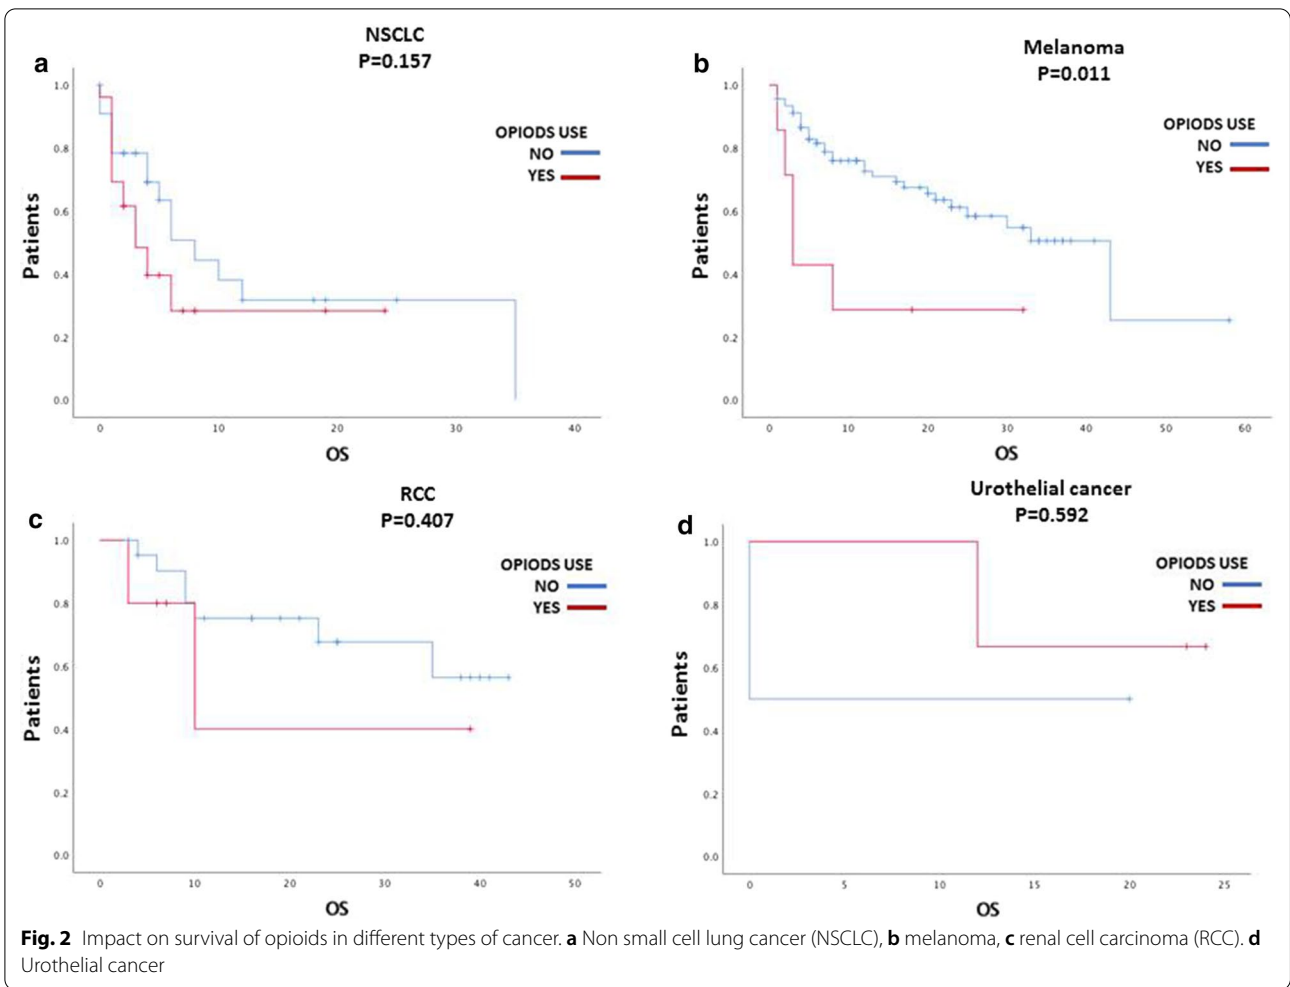 a
NSCLC
P=0.157
OPIODS USE
NO
YES
Patients
1.0
0.8
0.6
0.4
0.2
0.0
0 10 20 30 40
OS
b
Melanoma
P=0.011
OPIODS USE
NO
YES
Patients
1.0
0.8
0.6
0.4
0.2
0.0
0 10 20 30 40 50 60
OS
c
RCC
P=0.407
OPIODS USE
NO
YES
Patients
1.0
0.8
0.6
0.4
0.2
0.0
0 10 20 30 40 50
OS
d
Urothelial cancer
P=0.592
OPIODS USE
NO
YES
Patients
1.0
0.8
0.6
0.4
0.2
0.0
0 5 10 15 20 25
OS
Fig. 2 Impact on survival of opioids in different types of cancer. a Non small cell lung cancer (NSCLC), b melanoma, c renal cell carcinoma (RCC). d
Urothelial cancer